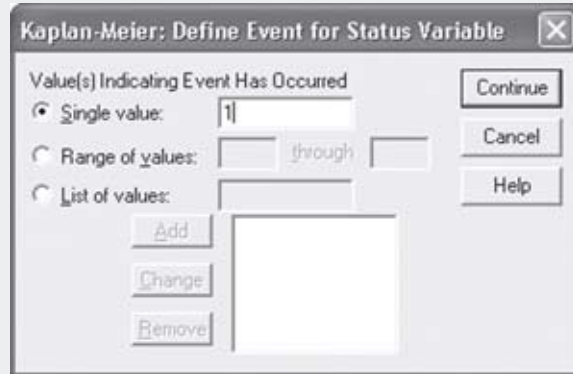 Kaplan-Meier: Define Event for Status Variable
Value(s) Indicating Event Has Occurred
Single value: 1
Range of values: through
List of values:
Add
Change
Remove
Continue
Cancel
Help